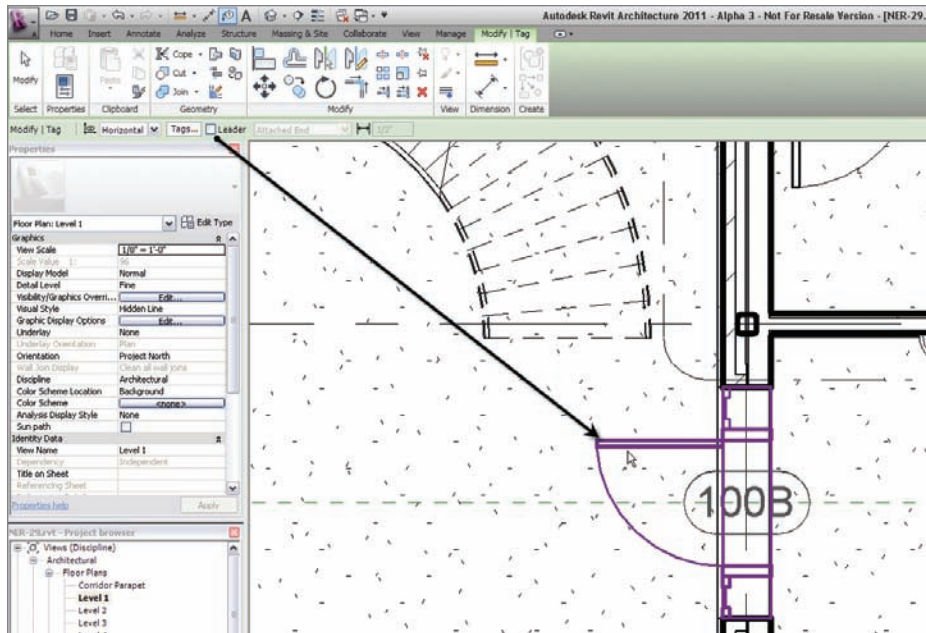 Autodesk Revit Architecture 2011 - Alpha 3 - Not For Resale Version - [NER-29.
Home Insert Annotate Analyze Structure Massing & Site Collaborate View Manage Modify | Tag
Modify Paste Cope Cut Join
Select Properties Clipboard Geometry Modify View Dimension Create
Modify | Tag Horizontal Tags... Leader Attached End 1/2"
Properties
Floor Plan: Level 1 Edit Type
Graphics
View Scale 1/8" = 1'-0"
Scale Value 1: 96
Display Model Normal
Detail Level Fine
Visibility/Graphics Overri... Edit...
Visual Style Hidden Line
Graphic Display Options Edit...
Underlay None
Underlay Orientation Plan
Orientation Project North
Wall Join Display Clean all wall joins
Discipline Architectural
Color Scheme Location Background
Color Scheme <none>
Analysis Display Style None
Sun path
Identity Data
View Name Level 1
Dependency Independent
Title on Sheet
Referencing Sheet
Properties help Apply
NER-29.rvt - Project browser
Views (Discipline)
Architectural
Floor Plans
Corridor Parapet
Level 1
Level 2
Level 3
100B